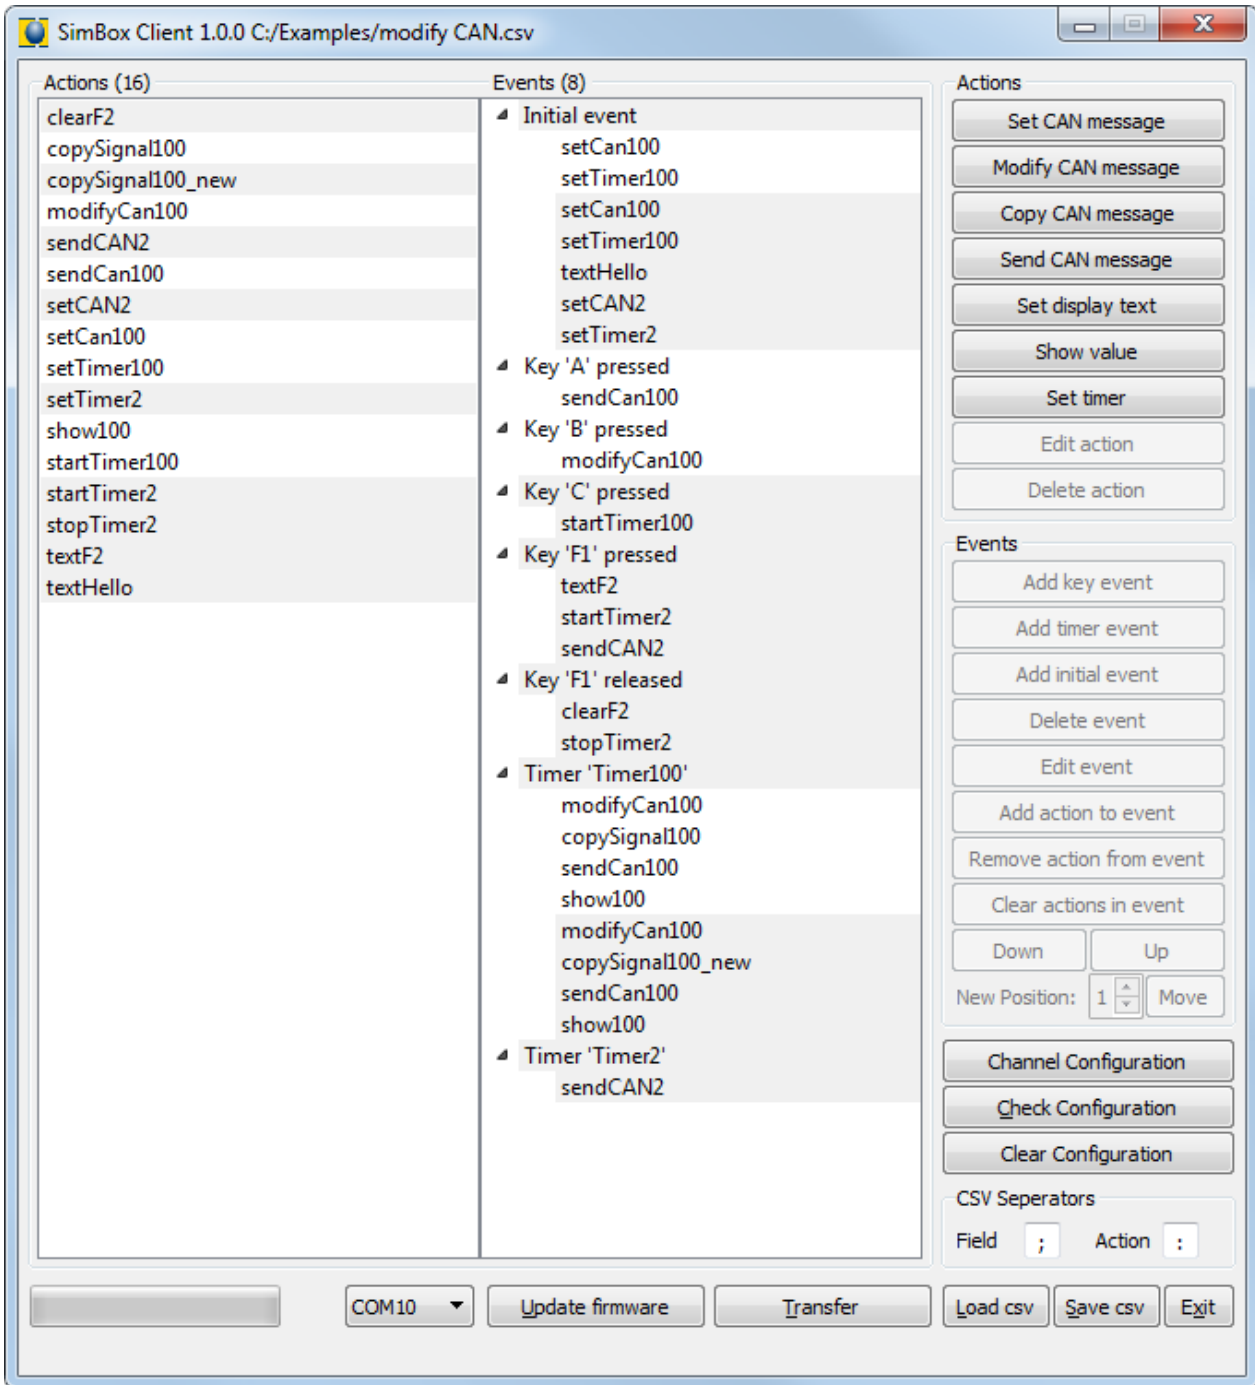 SimBox Client 1.0.0 C:/Examples/modify CAN.csv
Actions (16)
clearF2
copySignal100
copySignal100_new
modifyCan100
sendCAN2
sendCan100
setCAN2
setCan100
setTimer100
setTimer2
show100
startTimer100
startTimer2
stopTimer2
textF2
textHello
Events (8)
Initial event
setCan100
setTimer100
setCan100
setTimer100
textHello
setCAN2
setTimer2
Key 'A' pressed
sendCan100
Key 'B' pressed
modifyCan100
Key 'C' pressed
startTimer100
Key 'F1' pressed
textF2
startTimer2
sendCAN2
Key 'F1' released
clearF2
stopTimer2
Timer 'Timer100'
modifyCan100
copySignal100
sendCan100
show100
modifyCan100
copySignal100_new
sendCan100
show100
Timer 'Timer2'
sendCAN2
Actions
Set CAN message
Modify CAN message
Copy CAN message
Send CAN message
Set display text
Show value
Set timer
Edit action
Delete action
Events
Add key event
Add timer event
Add initial event
Delete event
Edit event
Add action to event
Remove action from event
Clear actions in event
Down Up
New Position: 1 Move
Channel Configuration
Check Configuration
Clear Configuration
CSV Seperators
Field ; Action :
COM10 Update firmware Transfer Load csv Save csv Exit